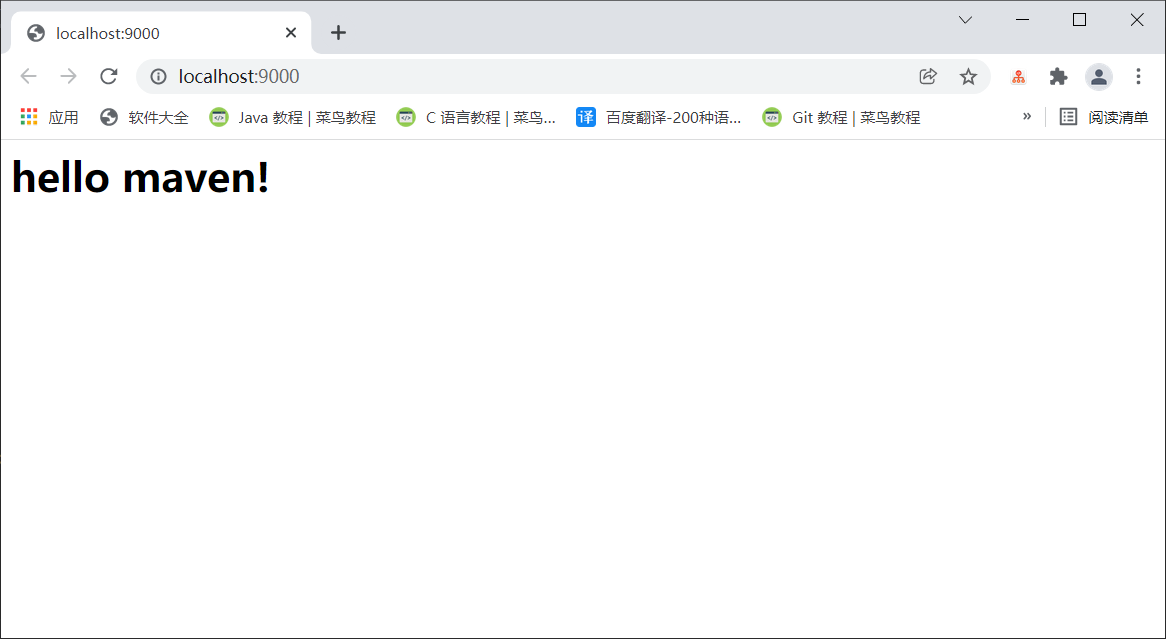 localhost:9000
localhost:9000
应用 软件大全 Java 教程 | 菜鸟教程 C 语言教程 | 菜鸟... 译 百度翻译-200种语... Git 教程 | 菜鸟教程 » 阅读清单
hello maven!